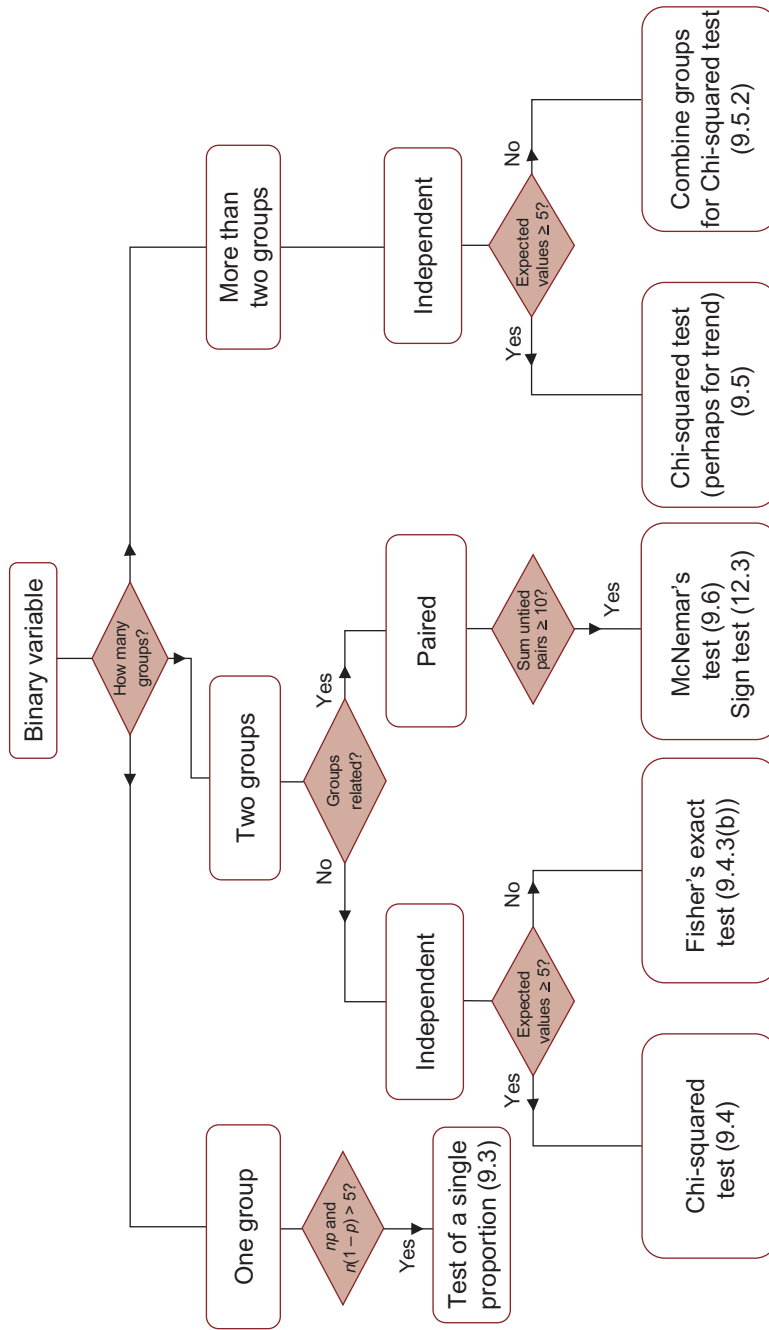 Binary variable
How many
groups?
One group
np and
n(1 – p) > 5?
Yes
Test of a single
proportion (9.3)
Two groups
Groups
related?
No
Yes
Independent
Expected
values ≥ 5?
Yes
No
Chi-squared
test (9.4)
Fisher's exact
test (9.4.3(b))
Paired
Sum untied
pairs ≥ 10?
Yes
McNemar's
test (9.6)
Sign test (12.3)
More than
two groups
Independent
Expected
values ≥ 5?
Yes
No
Chi-squared test
(perhaps for trend)
(9.5)
Combine groups
for Chi-squared test
(9.5.2)